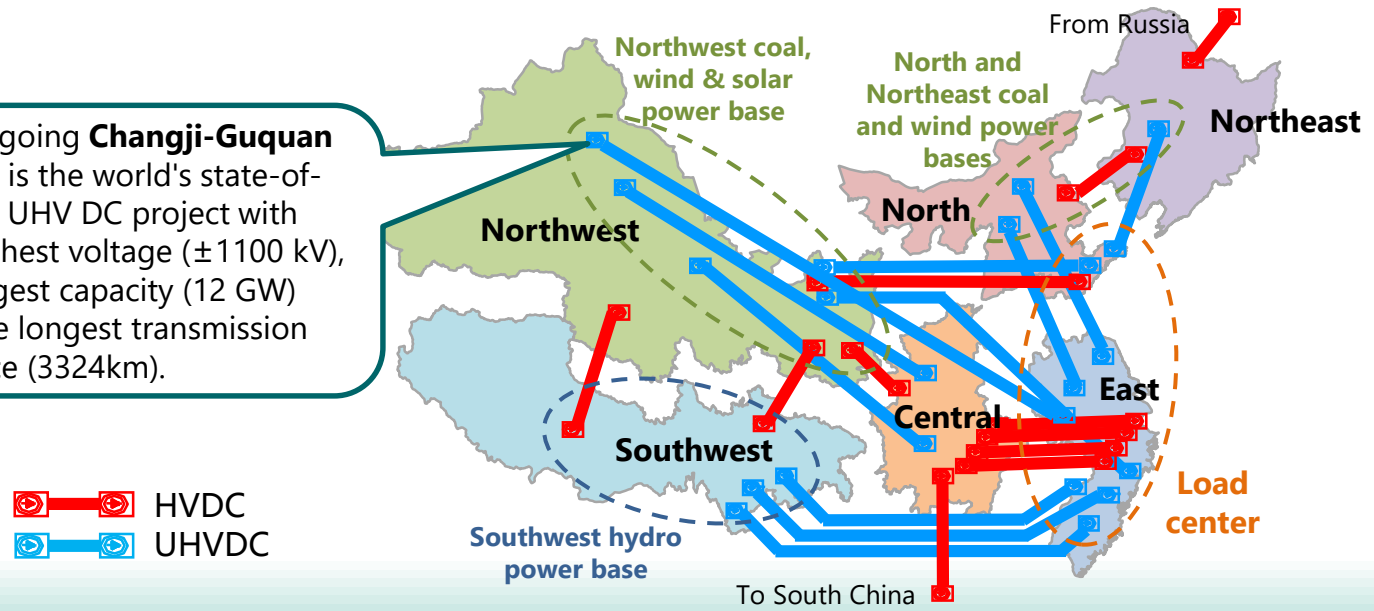 From Russia
Northwest coal,
wind & solar
power base
North and
Northeast coal
and wind power
bases
going Changji-Guquan
is the world's state-of-
UHV DC project with
hest voltage (±1100 kV),
gest capacity (12 GW)
e longest transmission
ce (3324km).
Northeast
North
Northwest
East
Central
Southwest
Load
center
HVDC
UHVDC
Southwest hydro
power base
To South China